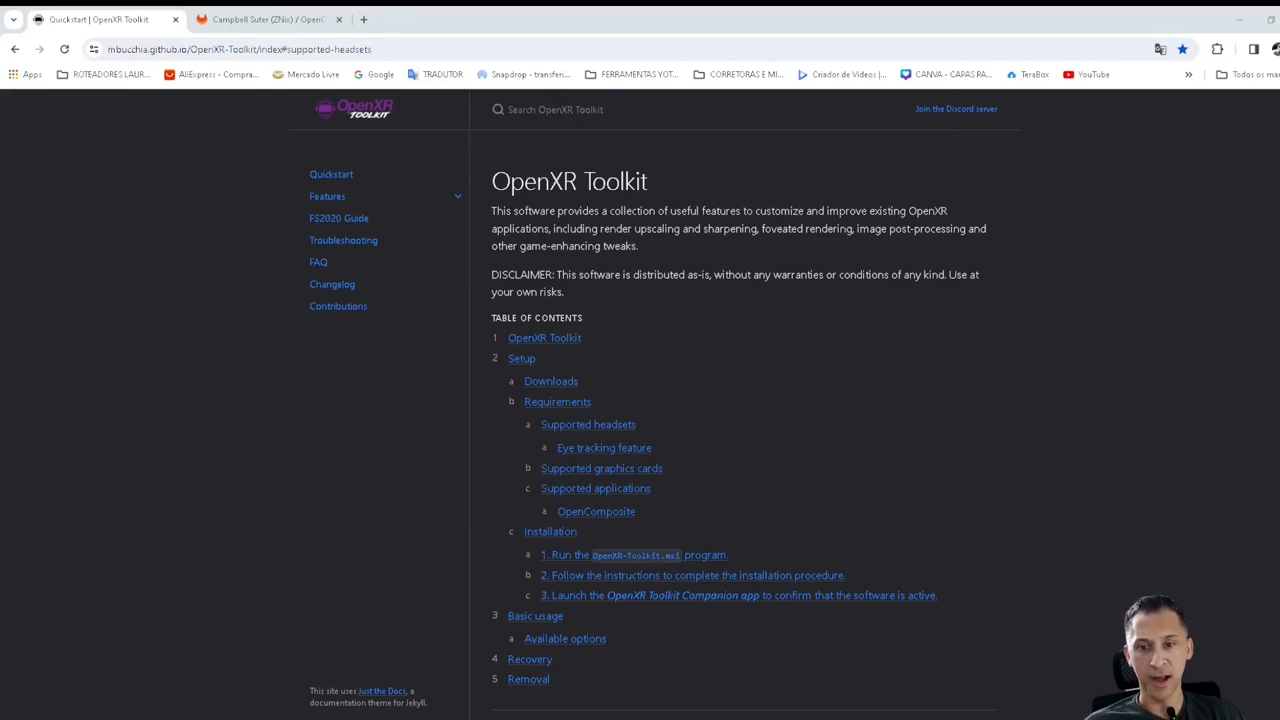 Quickstart | OpenXR Toolkit
Campbell Suter (ZNix) / OpenC
mbucchia.github.io/OpenXR-Toolkit/index#supported-headsets
Apps
ROTEADORES LAUR...
AliExpress - Compra...
Mercado Livre
Google
TRADUTOR
Snapdrop - transferi...
FERRAMENTAS YOT...
CORRETORAS E MI...
Criador de Vídeos |...
CANVA - CAPAS PA...
TeraBox
YouTube
»
Todos os ma
OpenXR
TOOLKIT
Search OpenXR Toolkit
Join the Discord server
Quickstart
Features
FS2020 Guide
Troubleshooting
FAQ
Changelog
Contributions
OpenXR Toolkit
This software provides a collection of useful features to customize and improve existing OpenXR
applications, including render upscaling and sharpening, foveated rendering, image post-processing and
other game-enhancing tweaks.
DISCLAIMER: This software is distributed as-is, without any warranties or conditions of any kind. Use at
your own risks.
TABLE OF CONTENTS
1 OpenXR Toolkit
2 Setup
a Downloads
b Requirements
a Supported headsets
a Eye tracking feature
b Supported graphics cards
c Supported applications
a OpenComposite
c Installation
a 1. Run the OpenXR-Toolkit.msi program.
b 2. Follow the instructions to complete the installation procedure.
c 3. Launch the OpenXR Toolkit Companion app to confirm that the software is active.
3 Basic usage
a Available options
4 Recovery
5 Removal
This site uses Just the Docs, a
documentation theme for Jekyll.